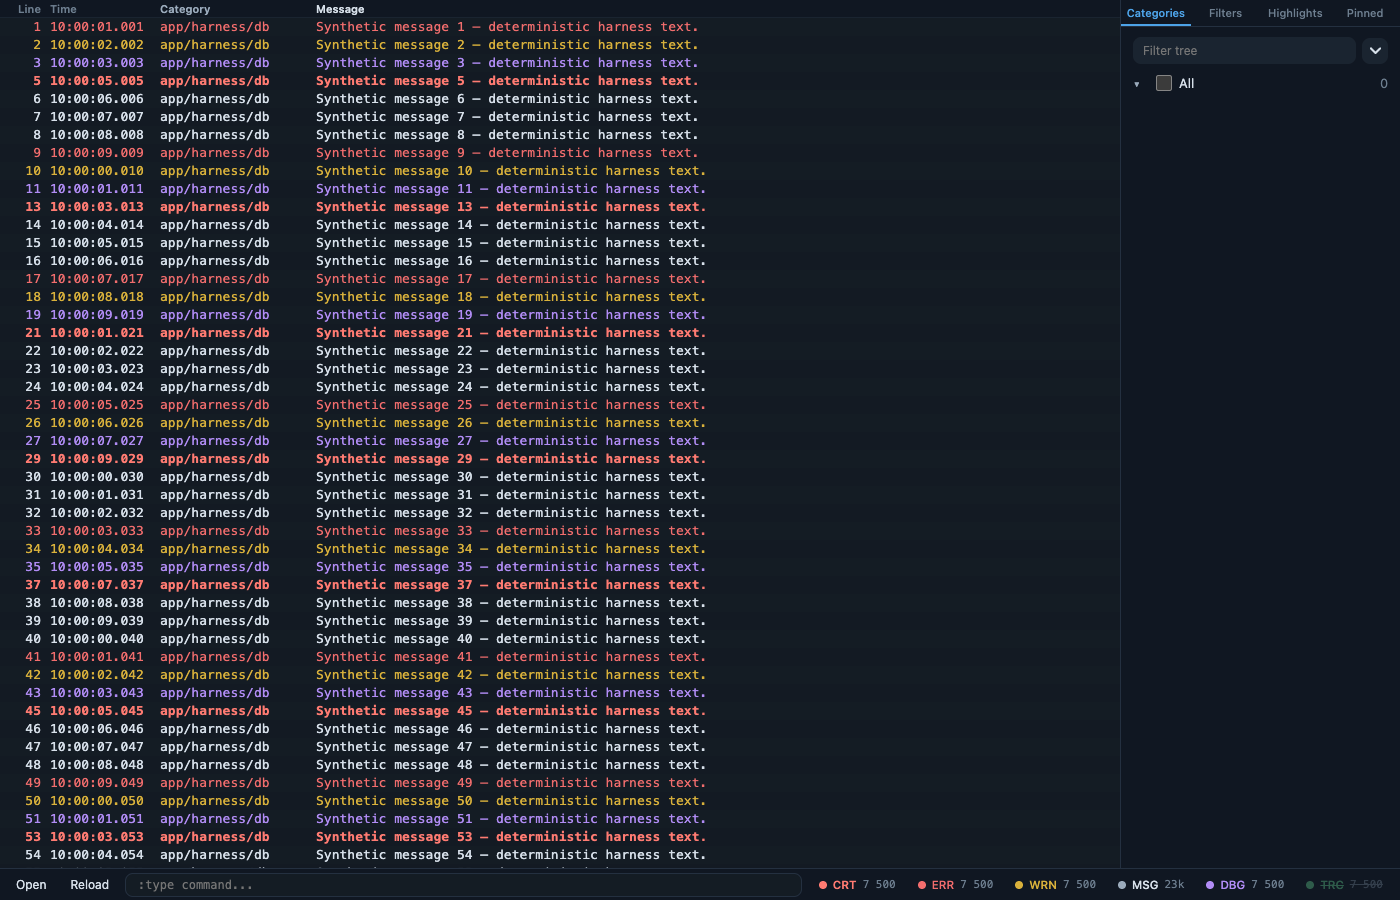 Line Time Category Message
1 10:00:01.001 app/harness/db Synthetic message 1 — deterministic harness text.
2 10:00:02.002 app/harness/db Synthetic message 2 — deterministic harness text.
3 10:00:03.003 app/harness/db Synthetic message 3 — deterministic harness text.
5 10:00:05.005 app/harness/db Synthetic message 5 — deterministic harness text.
6 10:00:06.006 app/harness/db Synthetic message 6 — deterministic harness text.
7 10:00:07.007 app/harness/db Synthetic message 7 — deterministic harness text.
8 10:00:08.008 app/harness/db Synthetic message 8 — deterministic harness text.
9 10:00:09.009 app/harness/db Synthetic message 9 — deterministic harness text.
10 10:00:00.010 app/harness/db Synthetic message 10 — deterministic harness text.
11 10:00:01.011 app/harness/db Synthetic message 11 — deterministic harness text.
13 10:00:03.013 app/harness/db Synthetic message 13 — deterministic harness text.
14 10:00:04.014 app/harness/db Synthetic message 14 — deterministic harness text.
15 10:00:05.015 app/harness/db Synthetic message 15 — deterministic harness text.
16 10:00:06.016 app/harness/db Synthetic message 16 — deterministic harness text.
17 10:00:07.017 app/harness/db Synthetic message 17 — deterministic harness text.
18 10:00:08.018 app/harness/db Synthetic message 18 — deterministic harness text.
19 10:00:09.019 app/harness/db Synthetic message 19 — deterministic harness text.
21 10:00:01.021 app/harness/db Synthetic message 21 — deterministic harness text.
22 10:00:02.022 app/harness/db Synthetic message 22 — deterministic harness text.
23 10:00:03.023 app/harness/db Synthetic message 23 — deterministic harness text.
24 10:00:04.024 app/harness/db Synthetic message 24 — deterministic harness text.
25 10:00:05.025 app/harness/db Synthetic message 25 — deterministic harness text.
26 10:00:06.026 app/harness/db Synthetic message 26 — deterministic harness text.
27 10:00:07.027 app/harness/db Synthetic message 27 — deterministic harness text.
29 10:00:09.029 app/harness/db Synthetic message 29 — deterministic harness text.
30 10:00:00.030 app/harness/db Synthetic message 30 — deterministic harness text.
31 10:00:01.031 app/harness/db Synthetic message 31 — deterministic harness text.
32 10:00:02.032 app/harness/db Synthetic message 32 — deterministic harness text.
33 10:00:03.033 app/harness/db Synthetic message 33 — deterministic harness text.
34 10:00:04.034 app/harness/db Synthetic message 34 — deterministic harness text.
35 10:00:05.035 app/harness/db Synthetic message 35 — deterministic harness text.
37 10:00:07.037 app/harness/db Synthetic message 37 — deterministic harness text.
38 10:00:08.038 app/harness/db Synthetic message 38 — deterministic harness text.
39 10:00:09.039 app/harness/db Synthetic message 39 — deterministic harness text.
40 10:00:00.040 app/harness/db Synthetic message 40 — deterministic harness text.
41 10:00:01.041 app/harness/db Synthetic message 41 — deterministic harness text.
42 10:00:02.042 app/harness/db Synthetic message 42 — deterministic harness text.
43 10:00:03.043 app/harness/db Synthetic message 43 — deterministic harness text.
45 10:00:05.045 app/harness/db Synthetic message 45 — deterministic harness text.
46 10:00:06.046 app/harness/db Synthetic message 46 — deterministic harness text.
47 10:00:07.047 app/harness/db Synthetic message 47 — deterministic harness text.
48 10:00:08.048 app/harness/db Synthetic message 48 — deterministic harness text.
49 10:00:09.049 app/harness/db Synthetic message 49 — deterministic harness text.
50 10:00:00.050 app/harness/db Synthetic message 50 — deterministic harness text.
51 10:00:01.051 app/harness/db Synthetic message 51 — deterministic harness text.
53 10:00:03.053 app/harness/db Synthetic message 53 — deterministic harness text.
54 10:00:04.054 app/harness/db Synthetic message 54 — deterministic harness text.
Categories Filters Highlights Pinned
Filter tree
All 0
Open Reload :type command... CRT 7 500 ERR 7 500 WRN 7 500 MSG 23k DBG 7 500 TRC 7 500